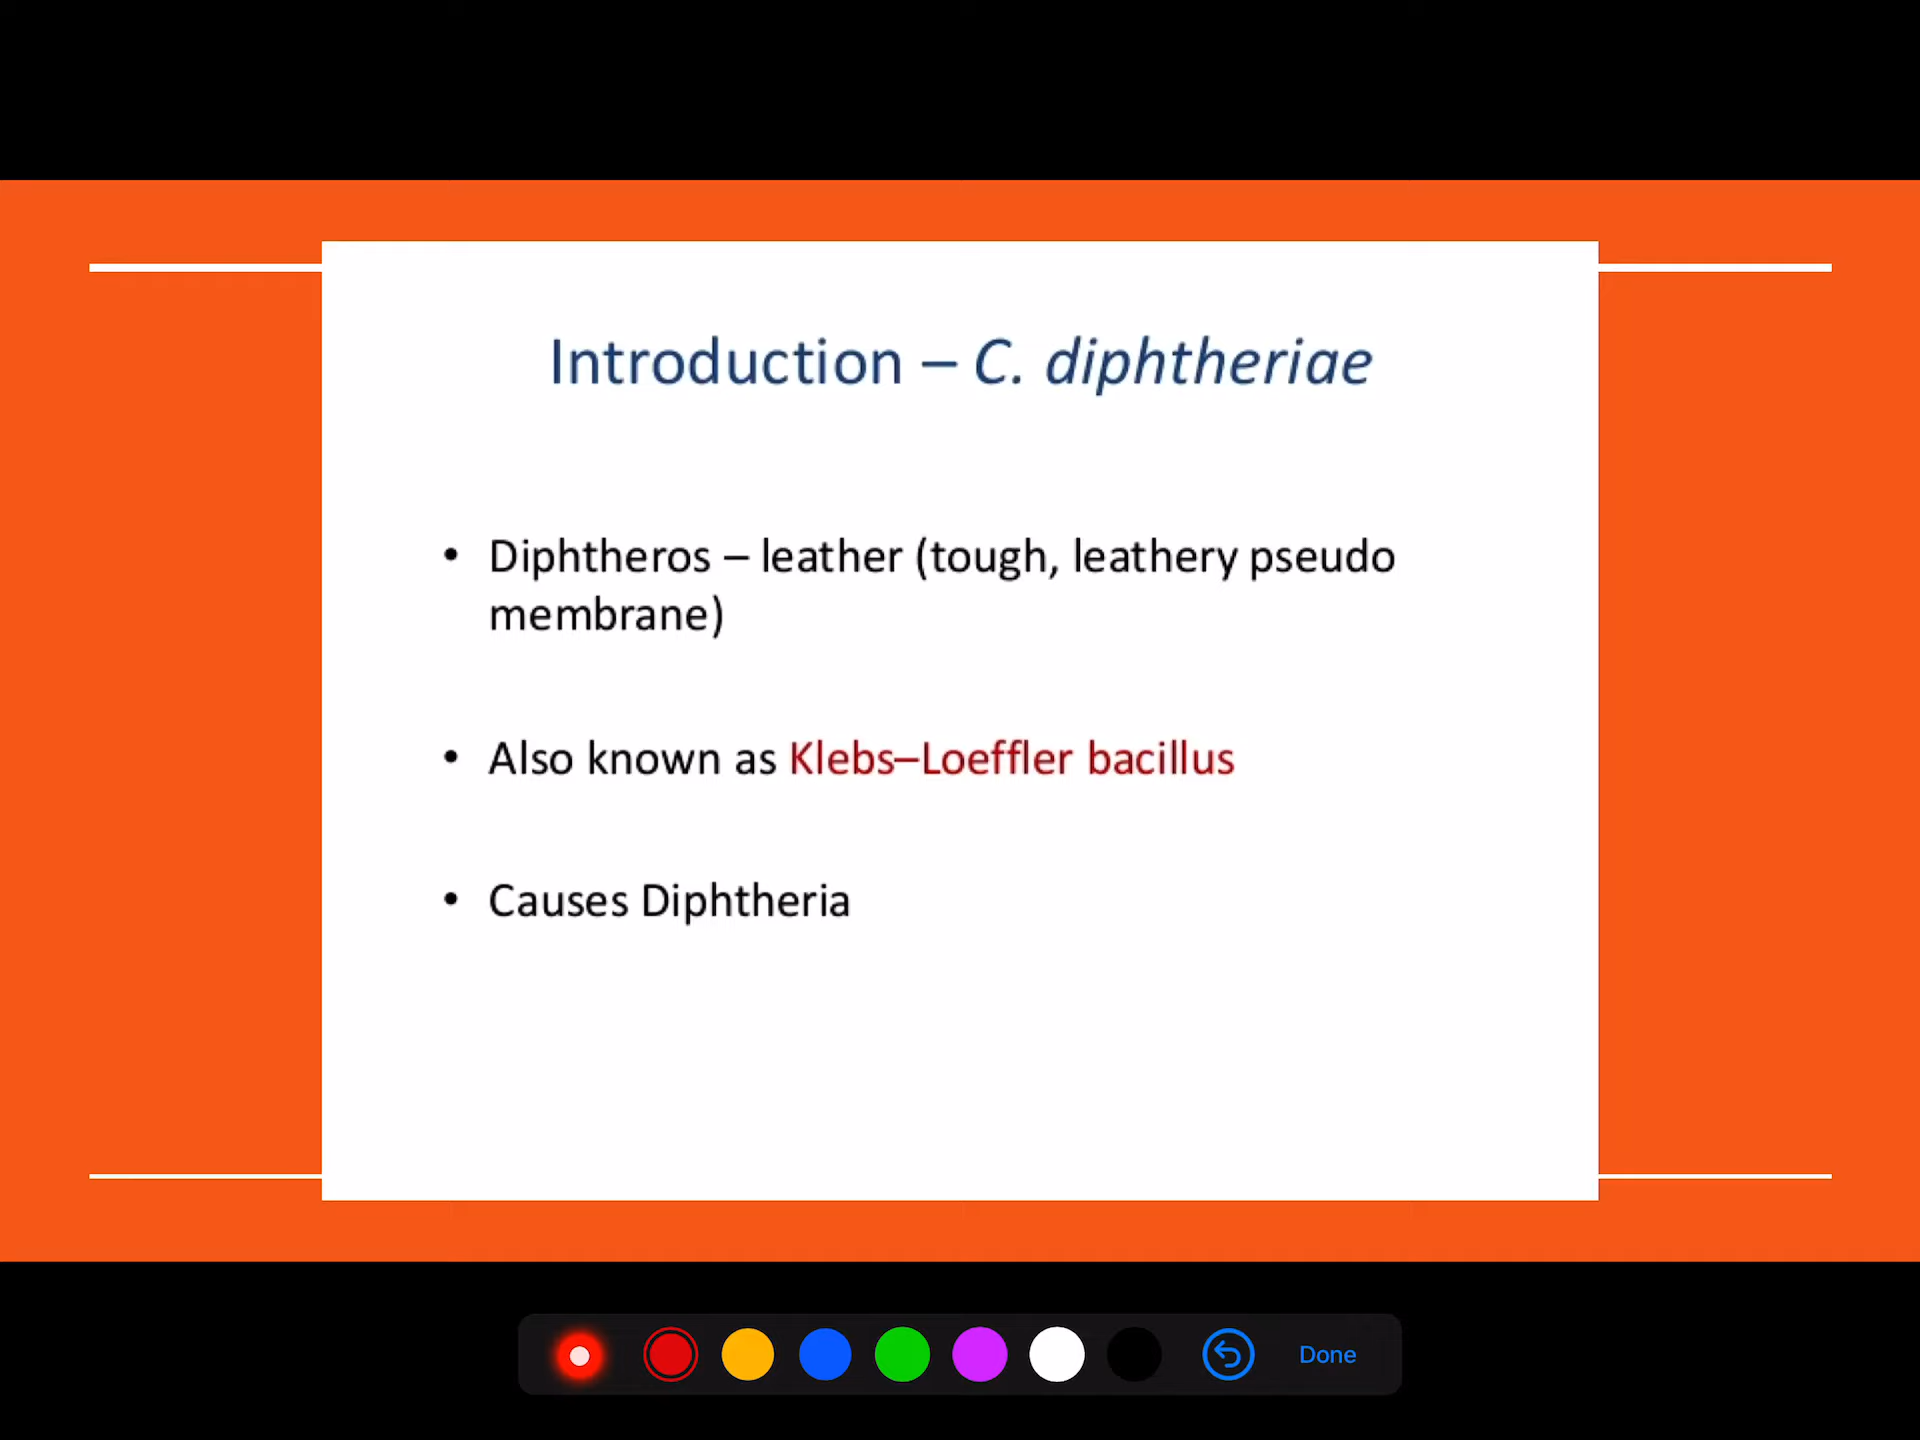 Introduction – C. diphtheriae
• Diphtheros – leather (tough, leathery pseudo
membrane)
• Also known as Klebs–Loeffler bacillus
• Causes Diphtheria
Done